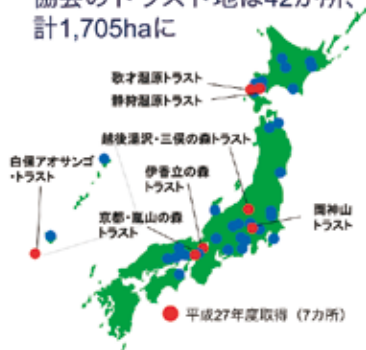 協会のトラスト地は42か所、
計1,705haに
歌才湿原トラスト
静狩湿原トラスト
越後湯沢・三俣の森トラスト
白保アオサンゴ
・トラスト
伊香立の森
トラスト
京都・嵐山の森
トラスト
両神山
トラスト
平成27年度取得（7カ所）